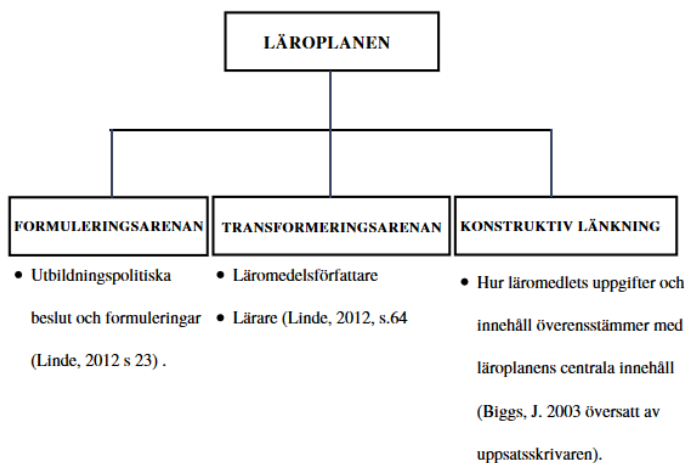 LÄROPLANEN
FORMULERINGSARENAN
• Utbildningspolitiska
beslut och formuleringar
(Linde, 2012 s 23) .
TRANSFORMERINGSARENAN
• Läromedelsförfattare
• Lärare (Linde, 2012, s.64
KONSTRUKTIV LÄNKNING
• Hur läromedlets uppgifter och
innehåll överensstämmer med
läroplanens centrala innehåll
(Biggs, J. 2003 översatt av
uppsatsskrivaren).